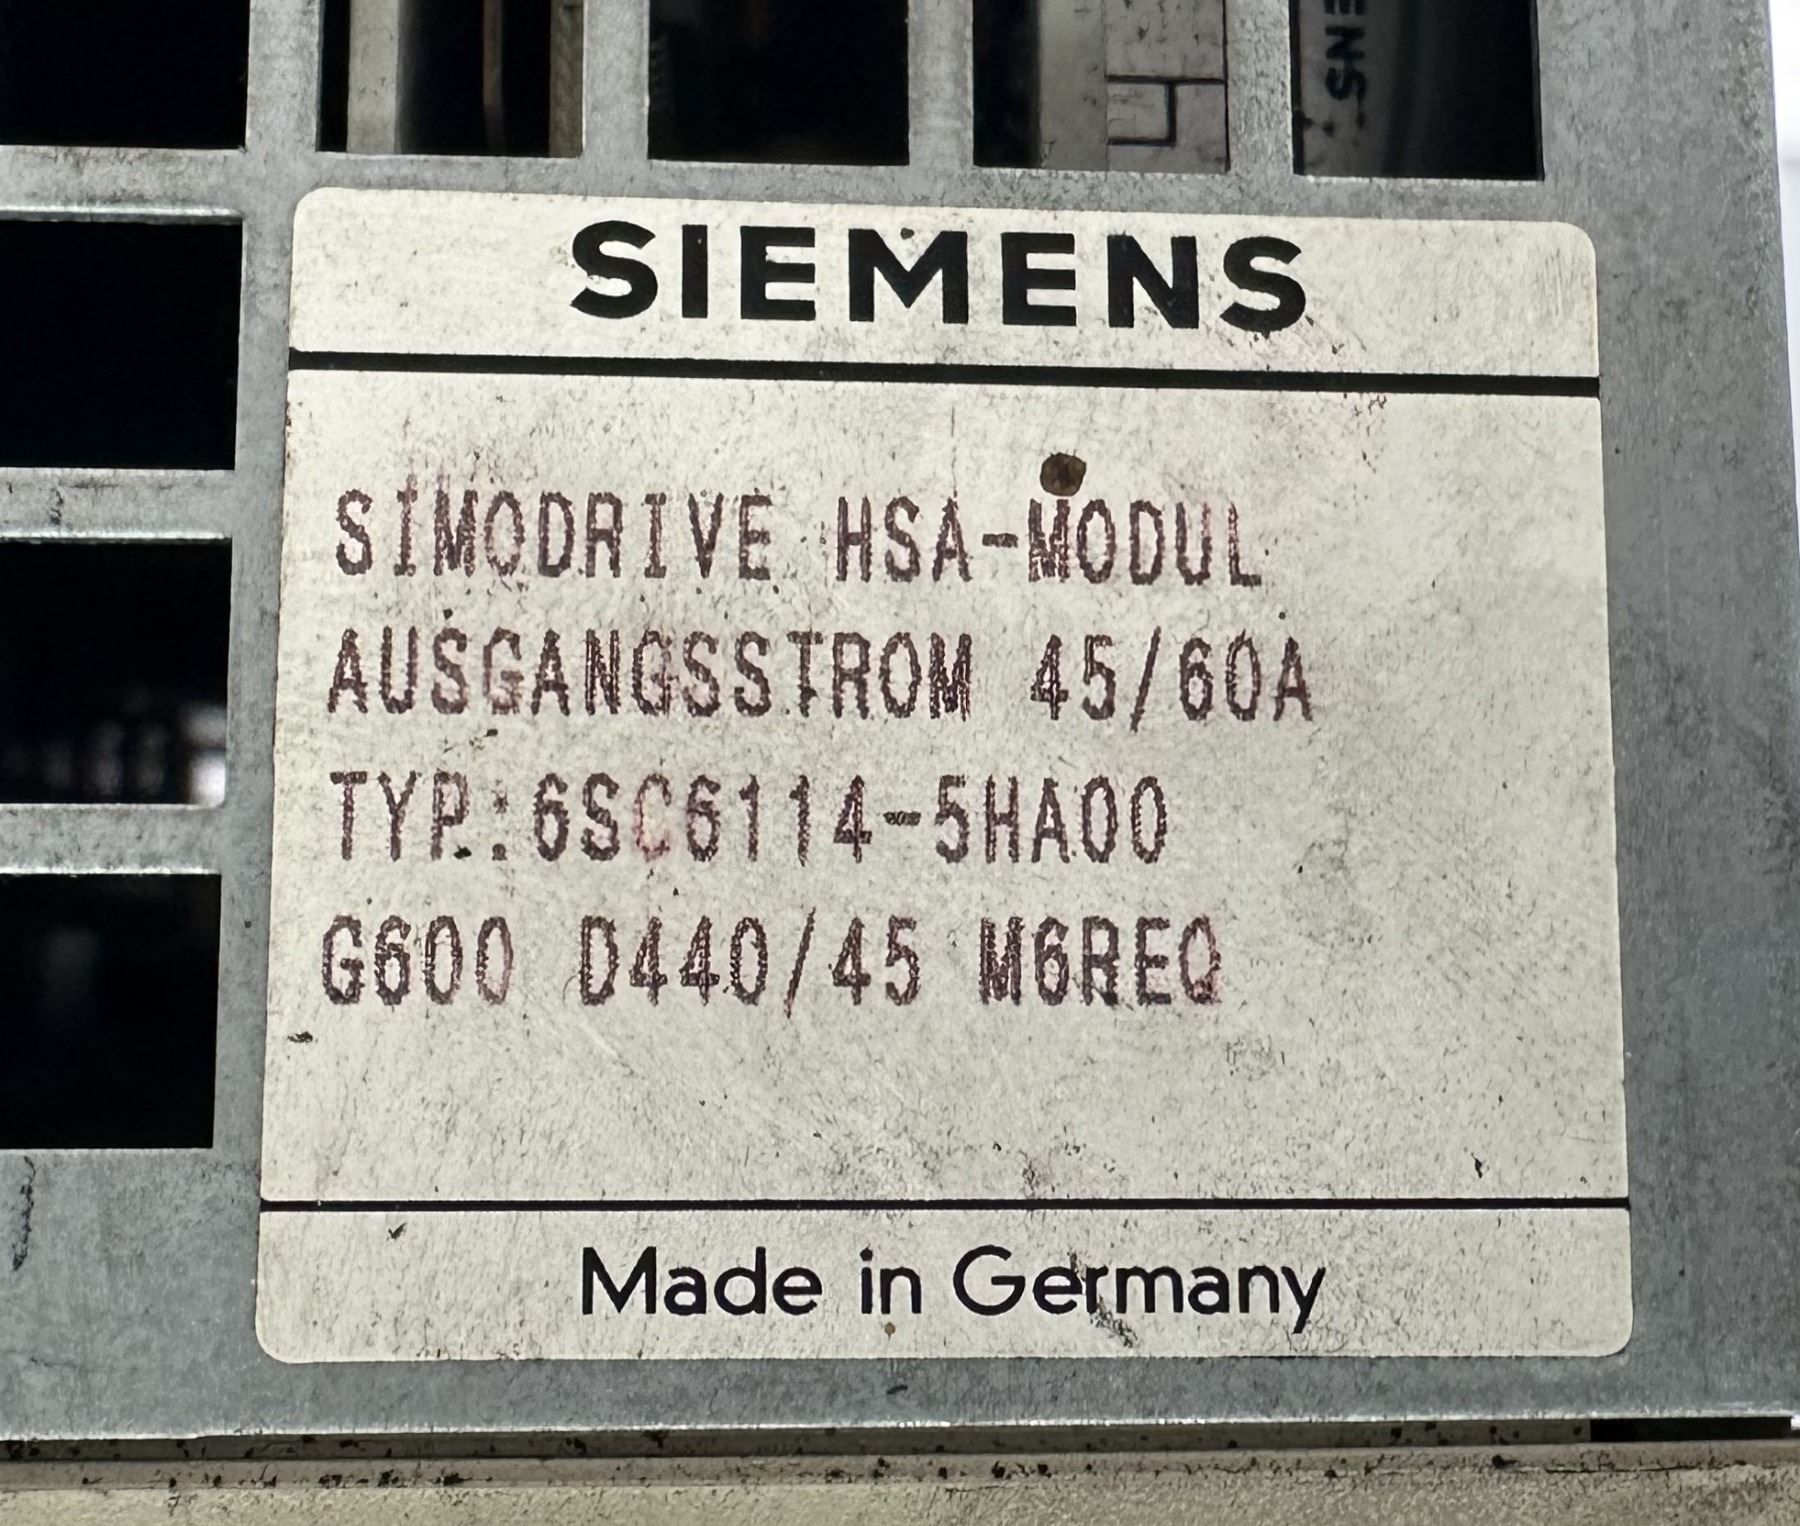 SIEMENS
SIMODRIVE HSA-MODUL
AUSGANGSSTROM 45/60A
TYP.:6SC6114-5HA00
G600 D440/45 M6REQ
Made in Germany